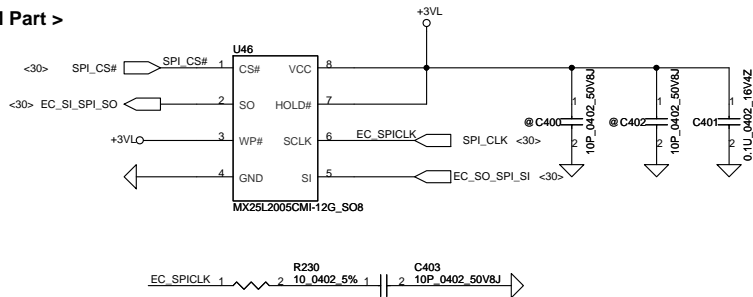 l Part >
+3VL
U46
<30> SPI_CS# SPI_CS# 1 CS# VCC 8
<30> EC_SI_SPI_SO 2 SO HOLD# 7
+3VL 3 WP# SCLK 6 EC_SPICLK SPI_CLK <30>
4 GND SI 5 EC_SO_SPI_SI <30>
MX25L2005CMI-12G_SO8
1 @C400 2 10P_0402_50V8J
1 @C402 2 10P_0402_50V8J
1 C401 2 0.1U_0402_16V4Z
R230 C403
EC_SPICLK 1 2 10_0402_5% 1 2 10P_0402_50V8J